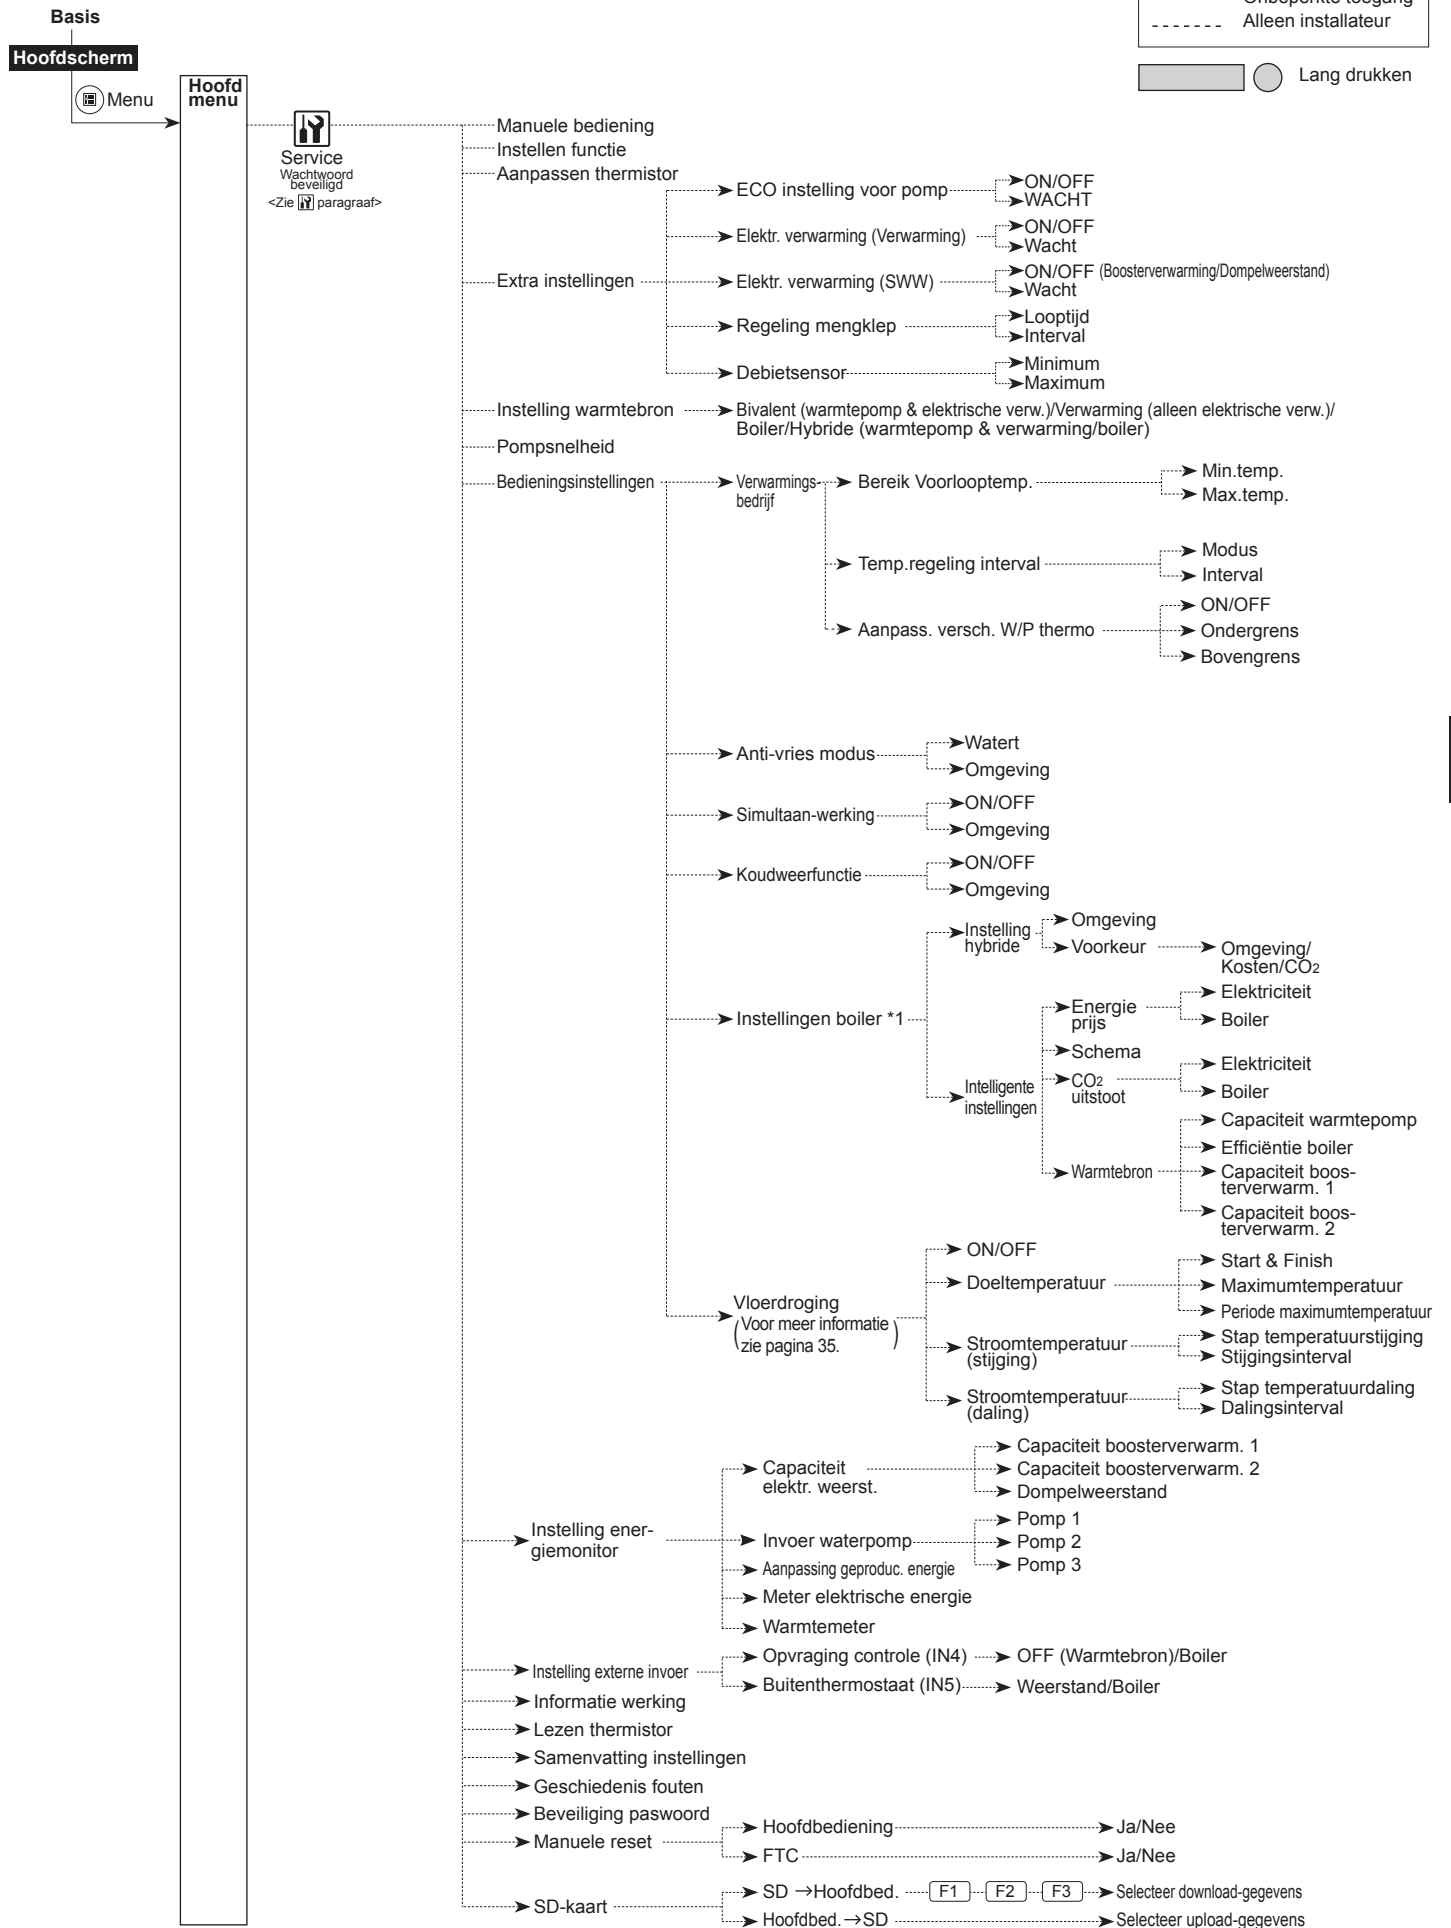 Onbeperkte toegang
Basis
Alleen installateur
Hoofdscherm
Lang drukken
Menu
Hoofd
menu
Service
Wachtwoord
beveiligd
<Zie paragraaf>
Manuele bediening
Instellen functie
Aanpassen thermistor
Extra instellingen
ECO instelling voor pomp
ON/OFF
WACHT
Elektr. verwarming (Verwarming)
ON/OFF
Wacht
Elektr. verwarming (SWW)
ON/OFF (Boosterverwarming/Dompelweerstand)
Wacht
Regeling mengklep
Looptijd
Interval
Debietsensor
Minimum
Maximum
Instelling warmtebron
Bivalent (warmtepomp & elektrische verw.)/Verwarming (alleen elektrische verw.)/
Boiler/Hybride (warmtepomp & verwarming/boiler)
Pompsnelheid
Bedieningsinstellingen
Verwarmings-
bedrijf
Bereik Voorlooptemp.
Min.temp.
Max.temp.
Temp.regeling interval
Modus
Interval
Aanpass. versch. W/P thermo
ON/OFF
Ondergrens
Bovengrens
Anti-vries modus
Watert
Omgeving
Simultaan-werking
ON/OFF
Omgeving
Koudweerfunctie
ON/OFF
Omgeving
Instellingen boiler *1
Instelling
hybride
Omgeving
Voorkeur
Omgeving/
Kosten/CO2
Intelligente
instellingen
Energie
prijs
Elektriciteit
Boiler
Schema
CO2
uitstoot
Elektriciteit
Boiler
Warmtebron
Capaciteit warmtepomp
Efficiëntie boiler
Capaciteit boos-
terverwarm. 1
Capaciteit boos-
terverwarm. 2
Vloerdroging
(Voor meer informatie
zie pagina 35.)
ON/OFF
Doeltemperatuur
Start & Finish
Maximumtemperatuur
Periode maximumtemperatuur
Stroomtemperatuur
(stijging)
Stap temperatuurstijging
Stijgingsinterval
Stroomtemperatuur
(daling)
Stap temperatuurdaling
Dalingsinterval
Instelling ener-
giemonitor
Capaciteit
elektr. weerst.
Capaciteit boosterverwarm. 1
Capaciteit boosterverwarm. 2
Dompelweerstand
Invoer waterpomp
Pomp 1
Pomp 2
Pomp 3
Aanpassing geproduc. energie
Meter elektrische energie
Warmtemeter
Instelling externe invoer
Opvraging controle (IN4)
OFF (Warmtebron)/Boiler
Buitenthermostaat (IN5)
Weerstand/Boiler
Informatie werking
Lezen thermistor
Samenvatting instellingen
Geschiedenis fouten
Beveiliging paswoord
Manuele reset
Hoofdbediening
Ja/Nee
FTC
Ja/Nee
SD-kaart
SD →Hoofdbed.
F1
F2
F3
Selecteer download-gegevens
Hoofdbed.→SD
Selecteer upload-gegevens